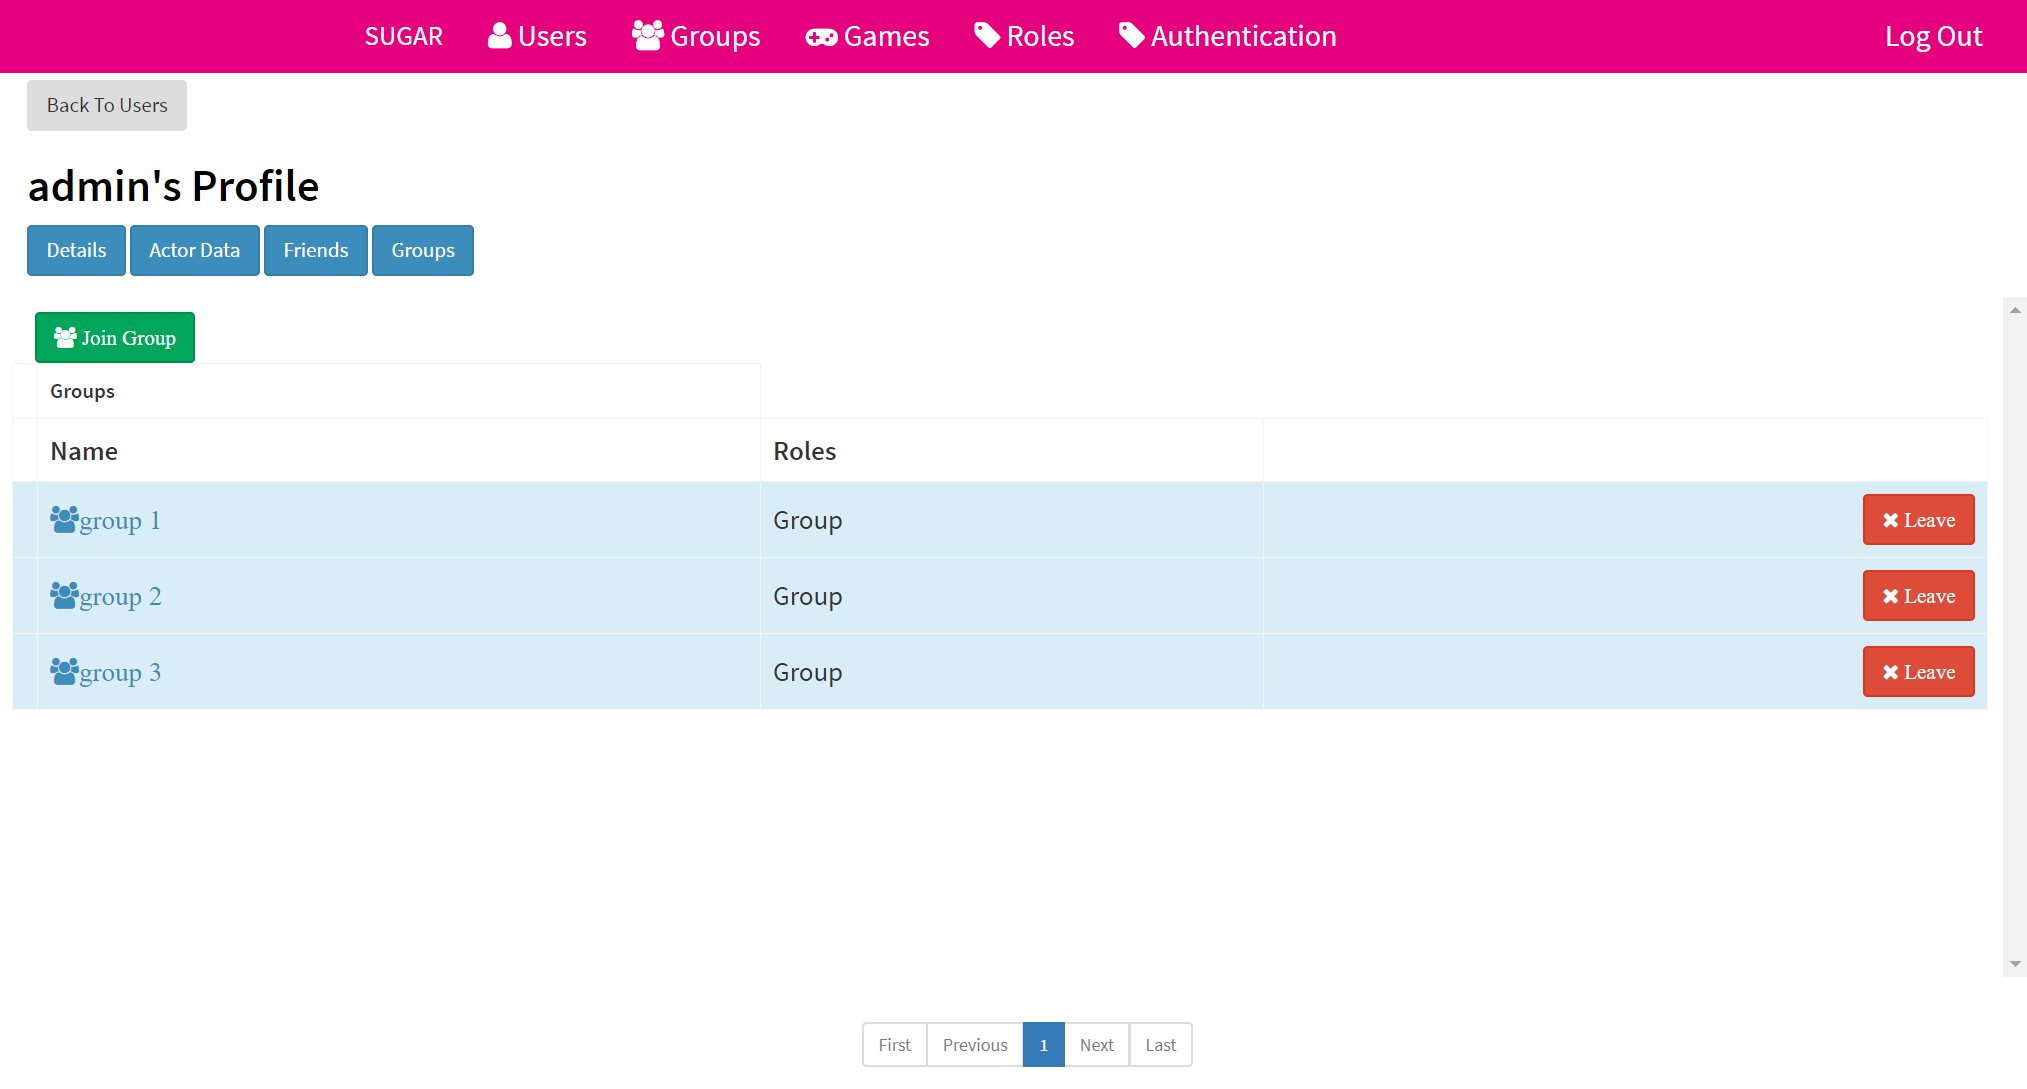 SUGAR Users Groups Games Roles Authentication Log Out
Back To Users
admin's Profile
Details Actor Data Friends Groups
Join Group
Groups
Name Roles
group 1 Group Leave
group 2 Group Leave
group 3 Group Leave
First Previous 1 Next Last